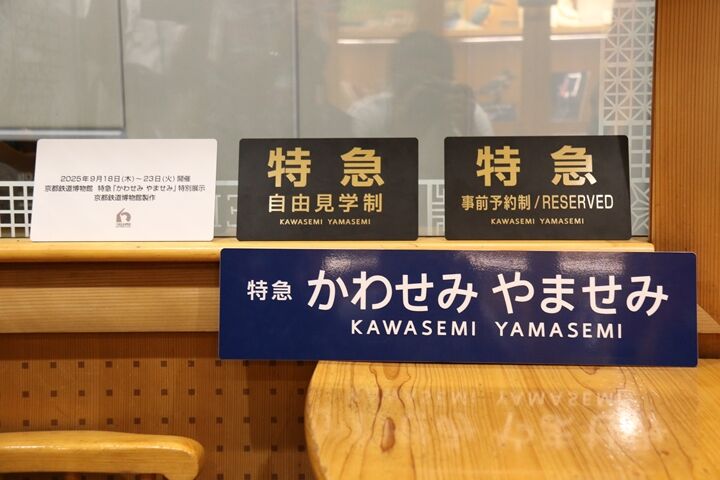 2025年9月18日(木)～23日(火)開催
京都鉄道博物館 特急「かわせみ やませみ」特別展示
京都鉄道博物館製作
特急
自由見学制
KAWASEMI YAMASEMI
特急
事前予約制/RESERVED
KAWASEMI YAMASEMI
特急 かわせみ やませみ
KAWASEMI YAMASEMI